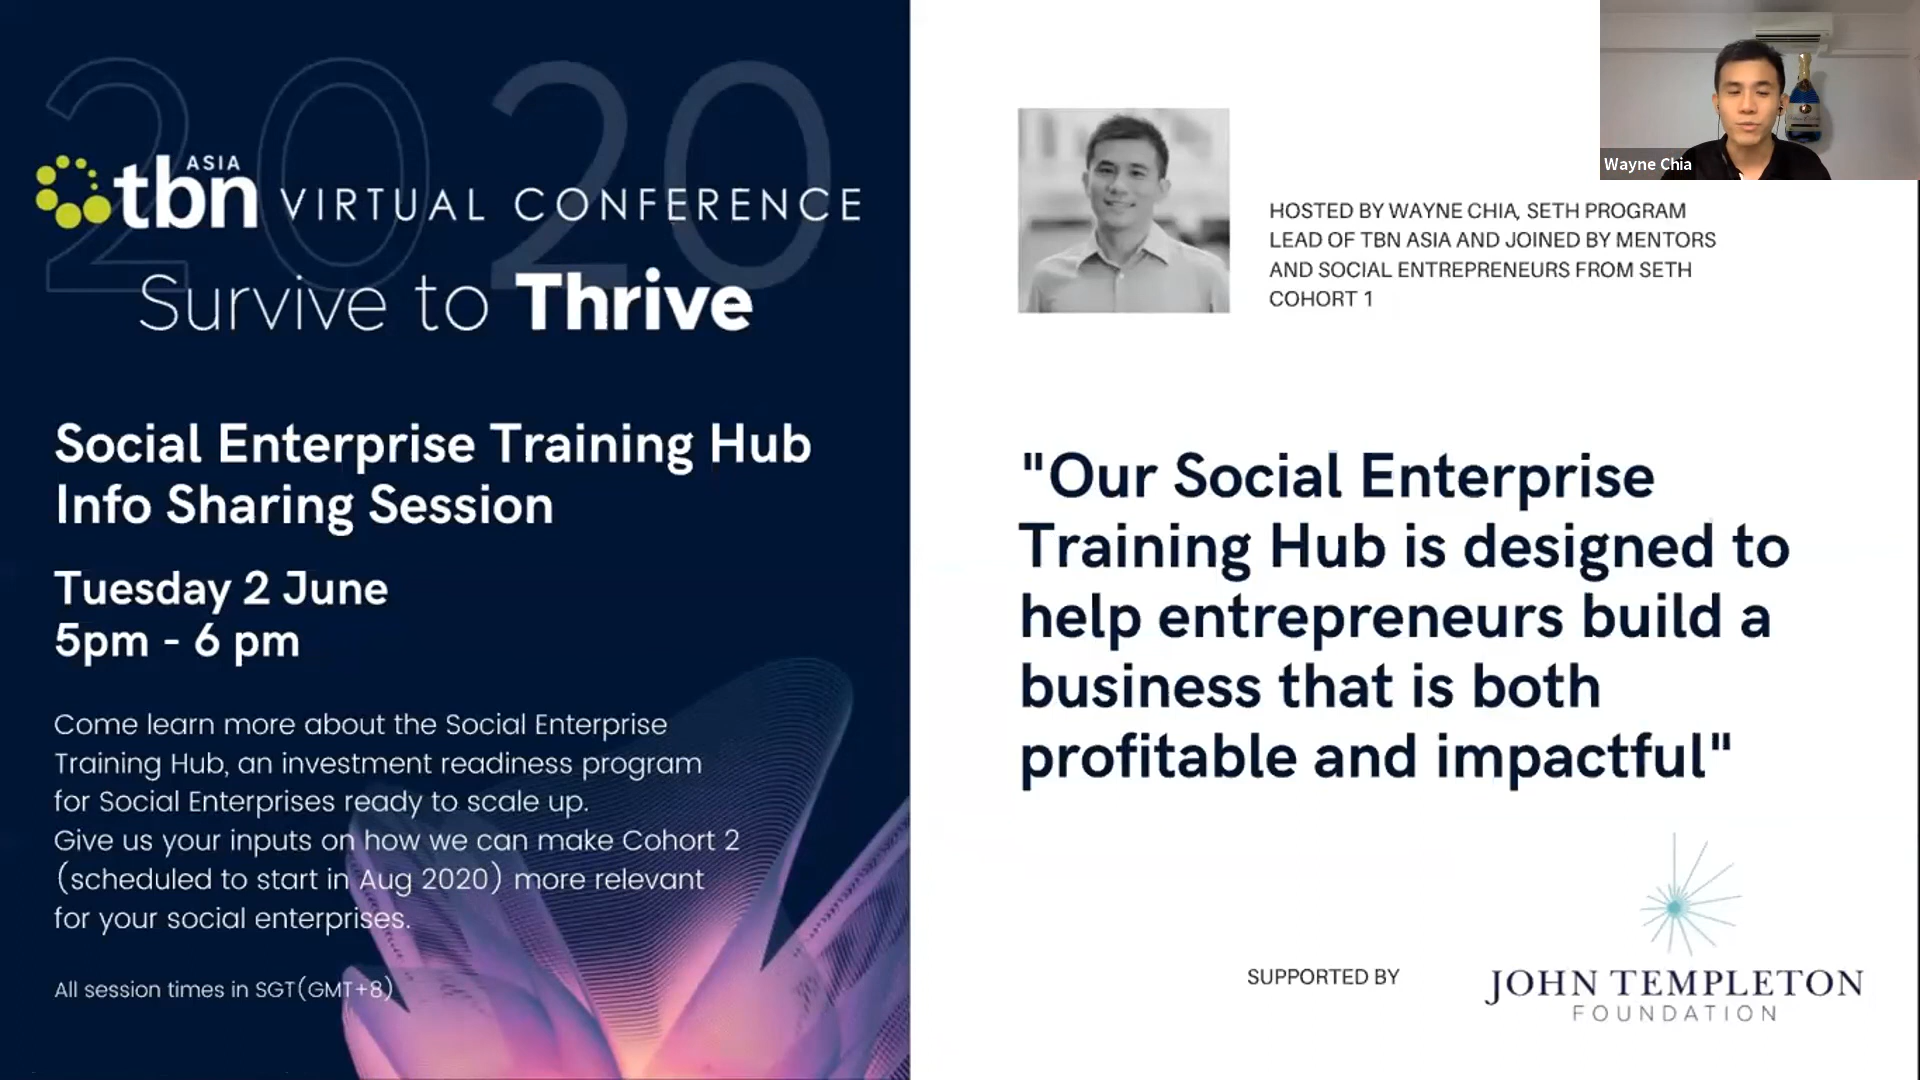 2020
ASIA
tbn VIRTUAL CONFERENCE
Survive to Thrive
Social Enterprise Training Hub
Info Sharing Session
Tuesday 2 June
5pm - 6 pm
Come learn more about the Social Enterprise
Training Hub, an investment readiness program
for Social Enterprises ready to scale up.
Give us your inputs on how we can make Cohort 2
(scheduled to start in Aug 2020) more relevant
for your social enterprises.
All session times in SGT(GMT+8)
Wayne Chia
HOSTED BY WAYNE CHIA, SETH PROGRAM
LEAD OF TBN ASIA AND JOINED BY MENTORS
AND SOCIAL ENTREPRENEURS FROM SETH
COHORT 1
"Our Social Enterprise
Training Hub is designed to
help entrepreneurs build a
business that is both
profitable and impactful"
SUPPORTED BY
JOHN TEMPLETON
FOUNDATION